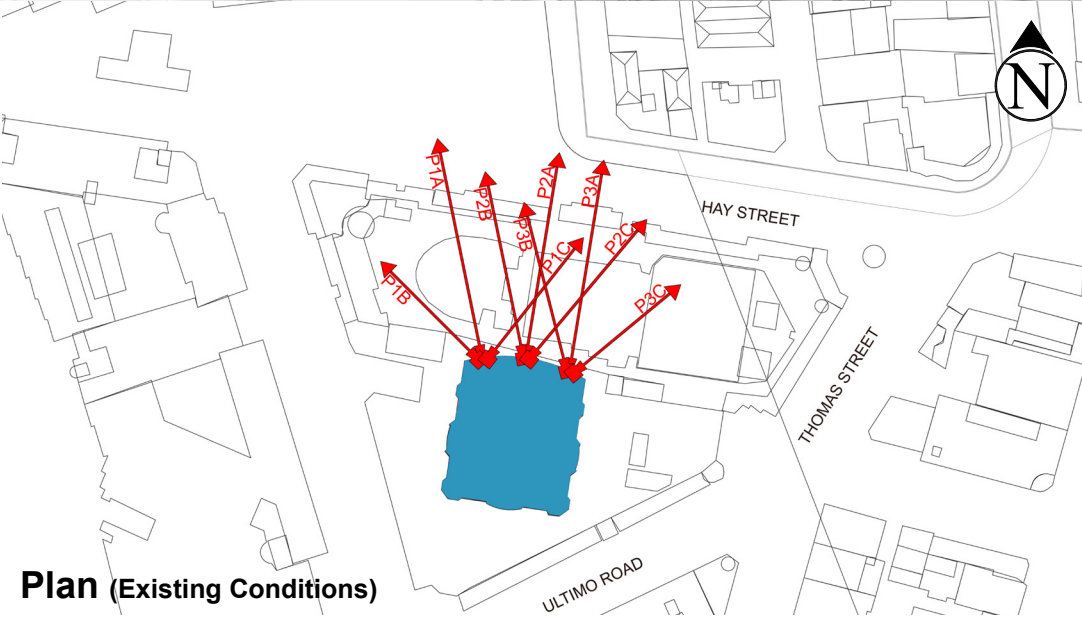 N
P1A
P2B
P2A
P3A
P3B
P1C
P2C
P1B
P3C
HAY STREET
THOMAS STREET
ULTIMO ROAD
Plan (Existing Conditions)